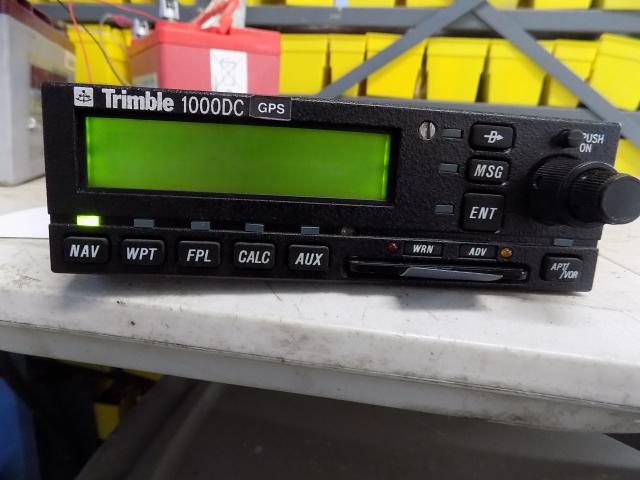 Trimble 1000DC GPS
PUSH ON
D
MSG
ENT
WRN ADV
NAV WPT FPL CALC AUX
APT/VOR